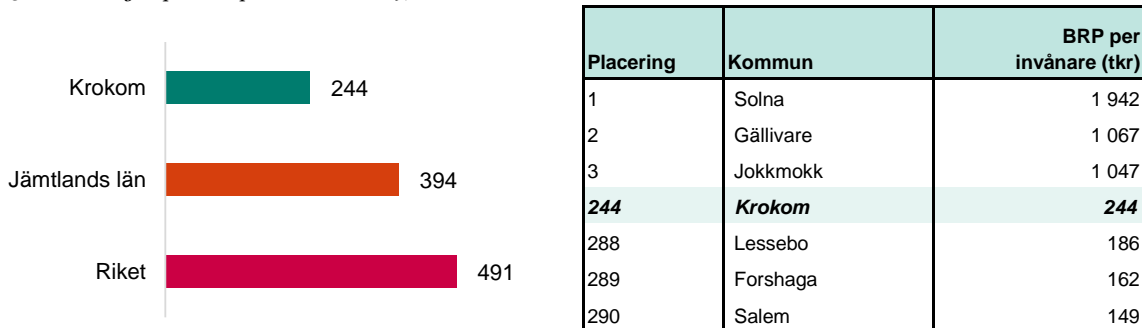 Krokom 244
Jämtlands län 394
Riket 491
BRP per
Placering Kommun invånare (tkr)
1 Solna 1 942
2 Gällivare 1 067
3 Jokkmokk 1 047
244 Krokom 244
288 Lessebo 186
289 Forshaga 162
290 Salem 149